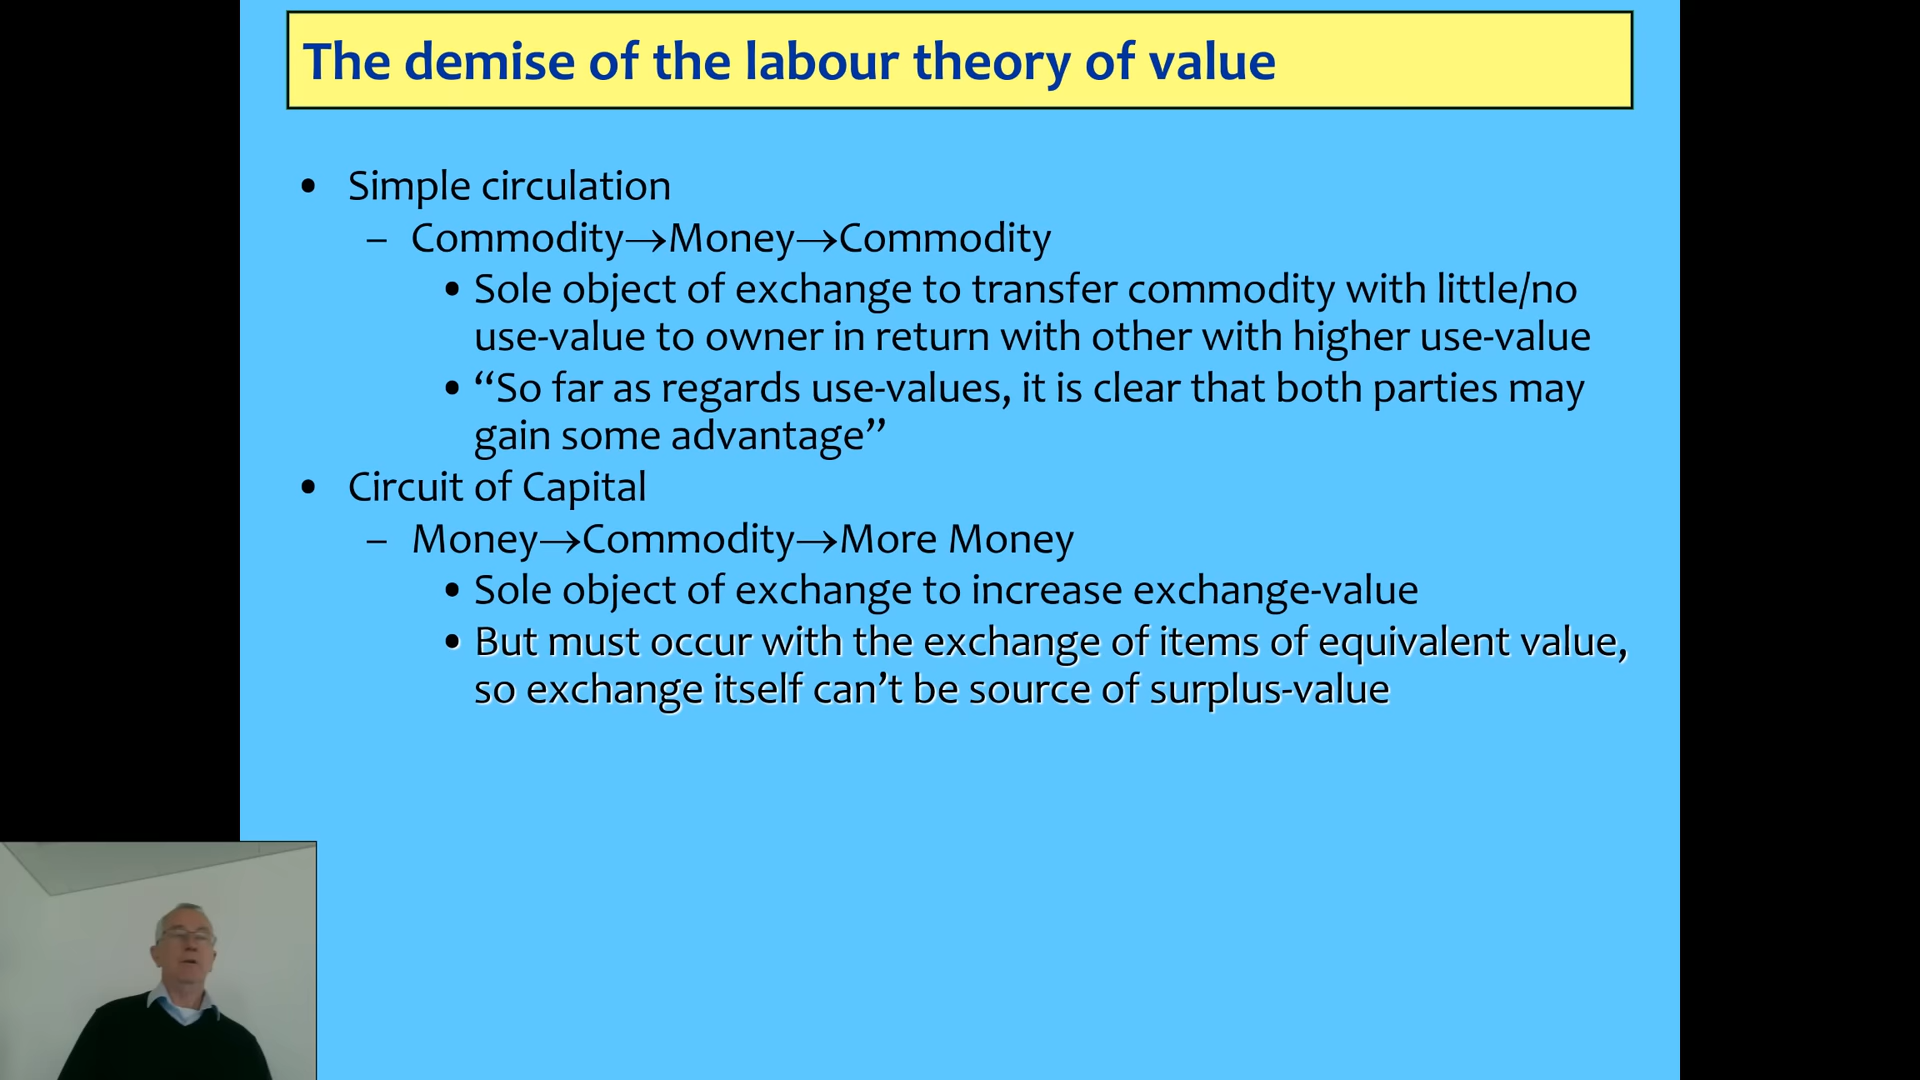 The demise of the labour theory of value
• Simple circulation
– Commodity→Money→Commodity
• Sole object of exchange to transfer commodity with little/no
use-value to owner in return with other with higher use-value
• “So far as regards use-values, it is clear that both parties may
gain some advantage”
• Circuit of Capital
– Money→Commodity→More Money
• Sole object of exchange to increase exchange-value
• But must occur with the exchange of items of equivalent value,
so exchange itself can’t be source of surplus-value